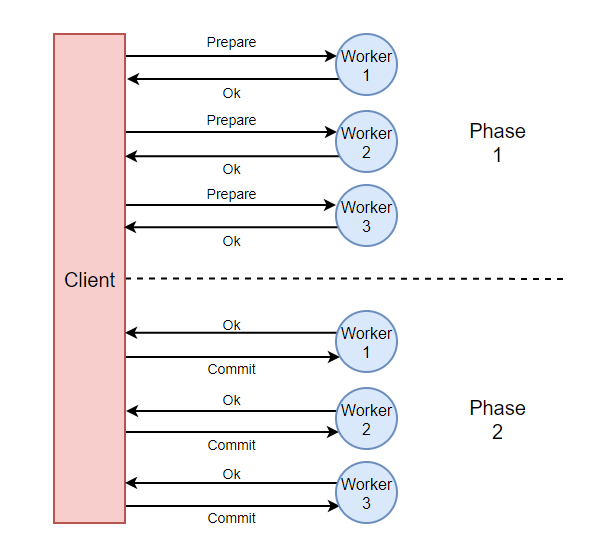 Prepare
Worker
1
Ok
Prepare
Worker
2
Ok
Phase
1
Prepare
Worker
3
Ok
Client
Ok
Worker
1
Commit
Ok
Worker
2
Commit
Phase
2
Ok
Worker
3
Commit